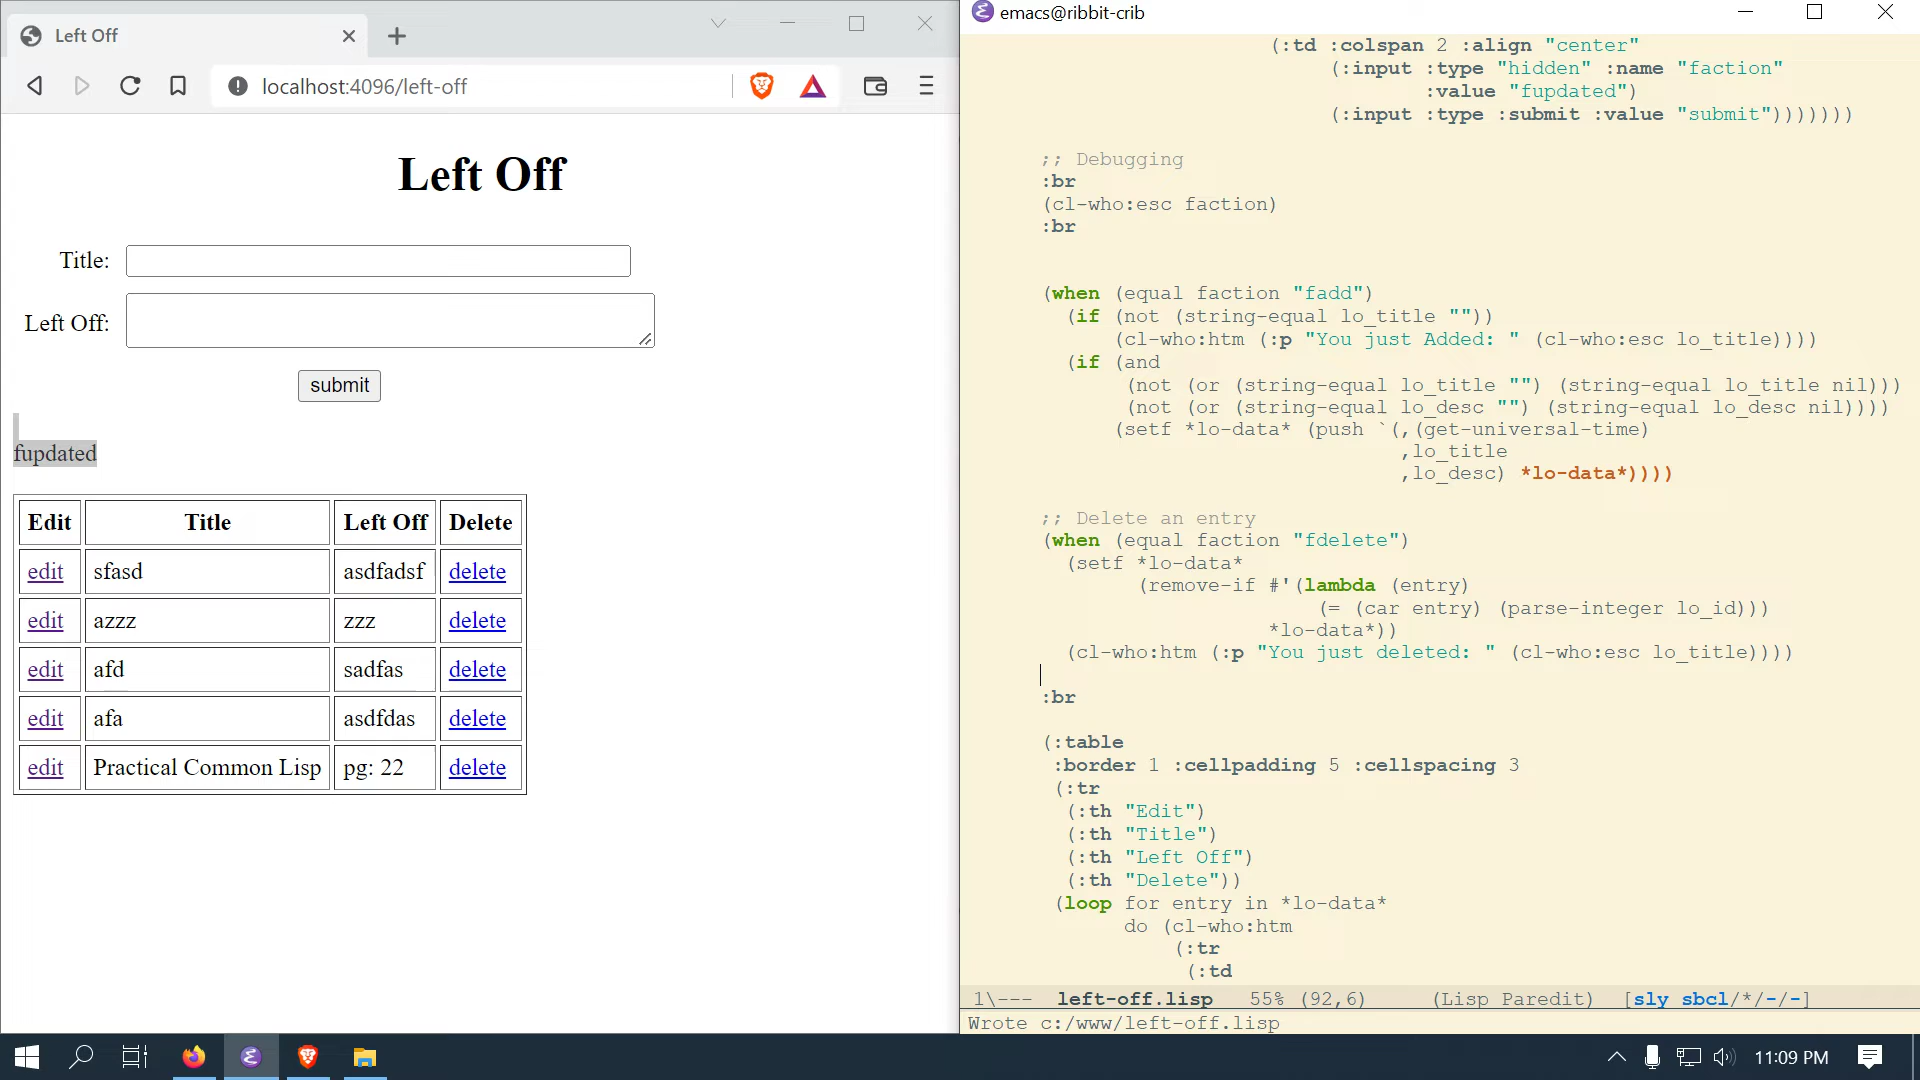 Left Off
localhost:4096/left-off
Left Off
Title:
Left Off:
submit
fupdated
Edit Title Left Off Delete
edit sfasd asdfadsf delete
edit azzz zzz delete
edit afd sadfas delete
edit afa asdfdas delete
edit Practical Common Lisp pg: 22 delete
emacs@ribbit-crib
(:td :colspan 2 :align "center"
(:input :type "hidden" :name "faction"
:value "fupdated")
(:input :type :submit :value "submit")))))))
;; Debugging
:br
(cl-who:esc faction)
:br
(when (equal faction "fadd")
(if (not (string-equal lo_title ""))
(cl-who:htm (:p "You just Added: " (cl-who:esc lo_title))))
(if (and
(not (or (string-equal lo_title "") (string-equal lo_title nil)))
(not (or (string-equal lo_desc "") (string-equal lo_desc nil))))
(setf *lo-data* (push `(,(get-universal-time)
,lo_title
,lo_desc) *lo-data*))))
;; Delete an entry
(when (equal faction "fdelete")
(setf *lo-data*
(remove-if #'(lambda (entry)
(= (car entry) (parse-integer lo_id)))
*lo-data*))
(cl-who:htm (:p "You just deleted: " (cl-who:esc lo_title))))
:br
(:table
:border 1 :cellpadding 5 :cellspacing 3
(:tr
(:th "Edit")
(:th "Title")
(:th "Left Off")
(:th "Delete"))
(loop for entry in *lo-data*
do (cl-who:htm
(:tr
(:td
1\--- left-off.lisp 55% (92,6) (Lisp Paredit) [sly sbcl/*/-/-]
Wrote c:/www/left-off.lisp
11:09 PM